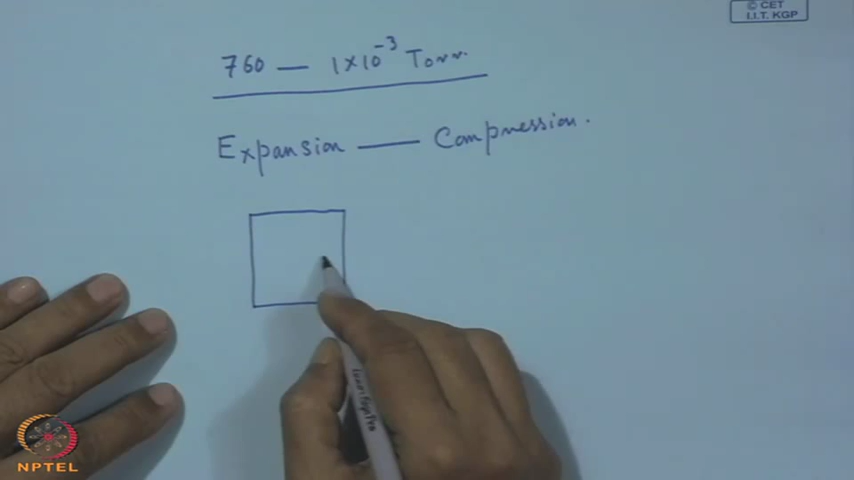 © CET
I.I.T. KGP
760 — 1×10⁻³ Torr.
Expansion — Compression.
NPTEL